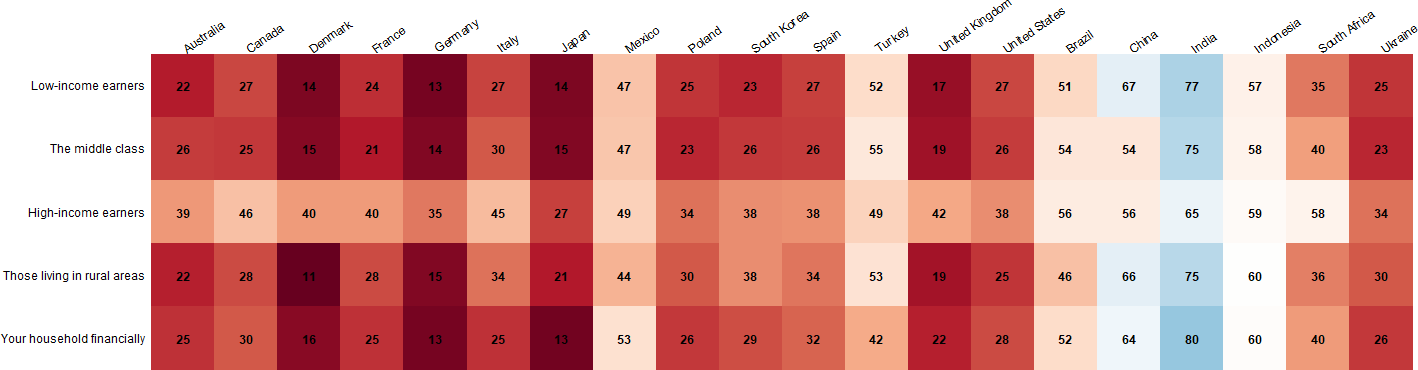 Australia Canada Denmark France Germany Italy Japan Mexico Poland South Korea Spain Turkey United Kingdom United States Brazil China India Indonesia South Africa Ukraine
Low-income earners 22 27 14 24 13 27 14 47 25 23 27 52 17 27 51 67 77 57 35 25
The middle class 26 25 15 21 14 30 15 47 23 26 26 55 19 26 54 54 75 58 40 23
High-income earners 39 46 40 40 35 45 27 49 34 38 38 49 42 38 56 56 65 59 58 34
Those living in rural areas 22 28 11 28 15 34 21 44 30 38 34 53 19 25 46 66 75 60 36 30
Your household financially 25 30 16 25 13 25 13 53 26 29 32 42 22 28 52 64 80 60 40 26